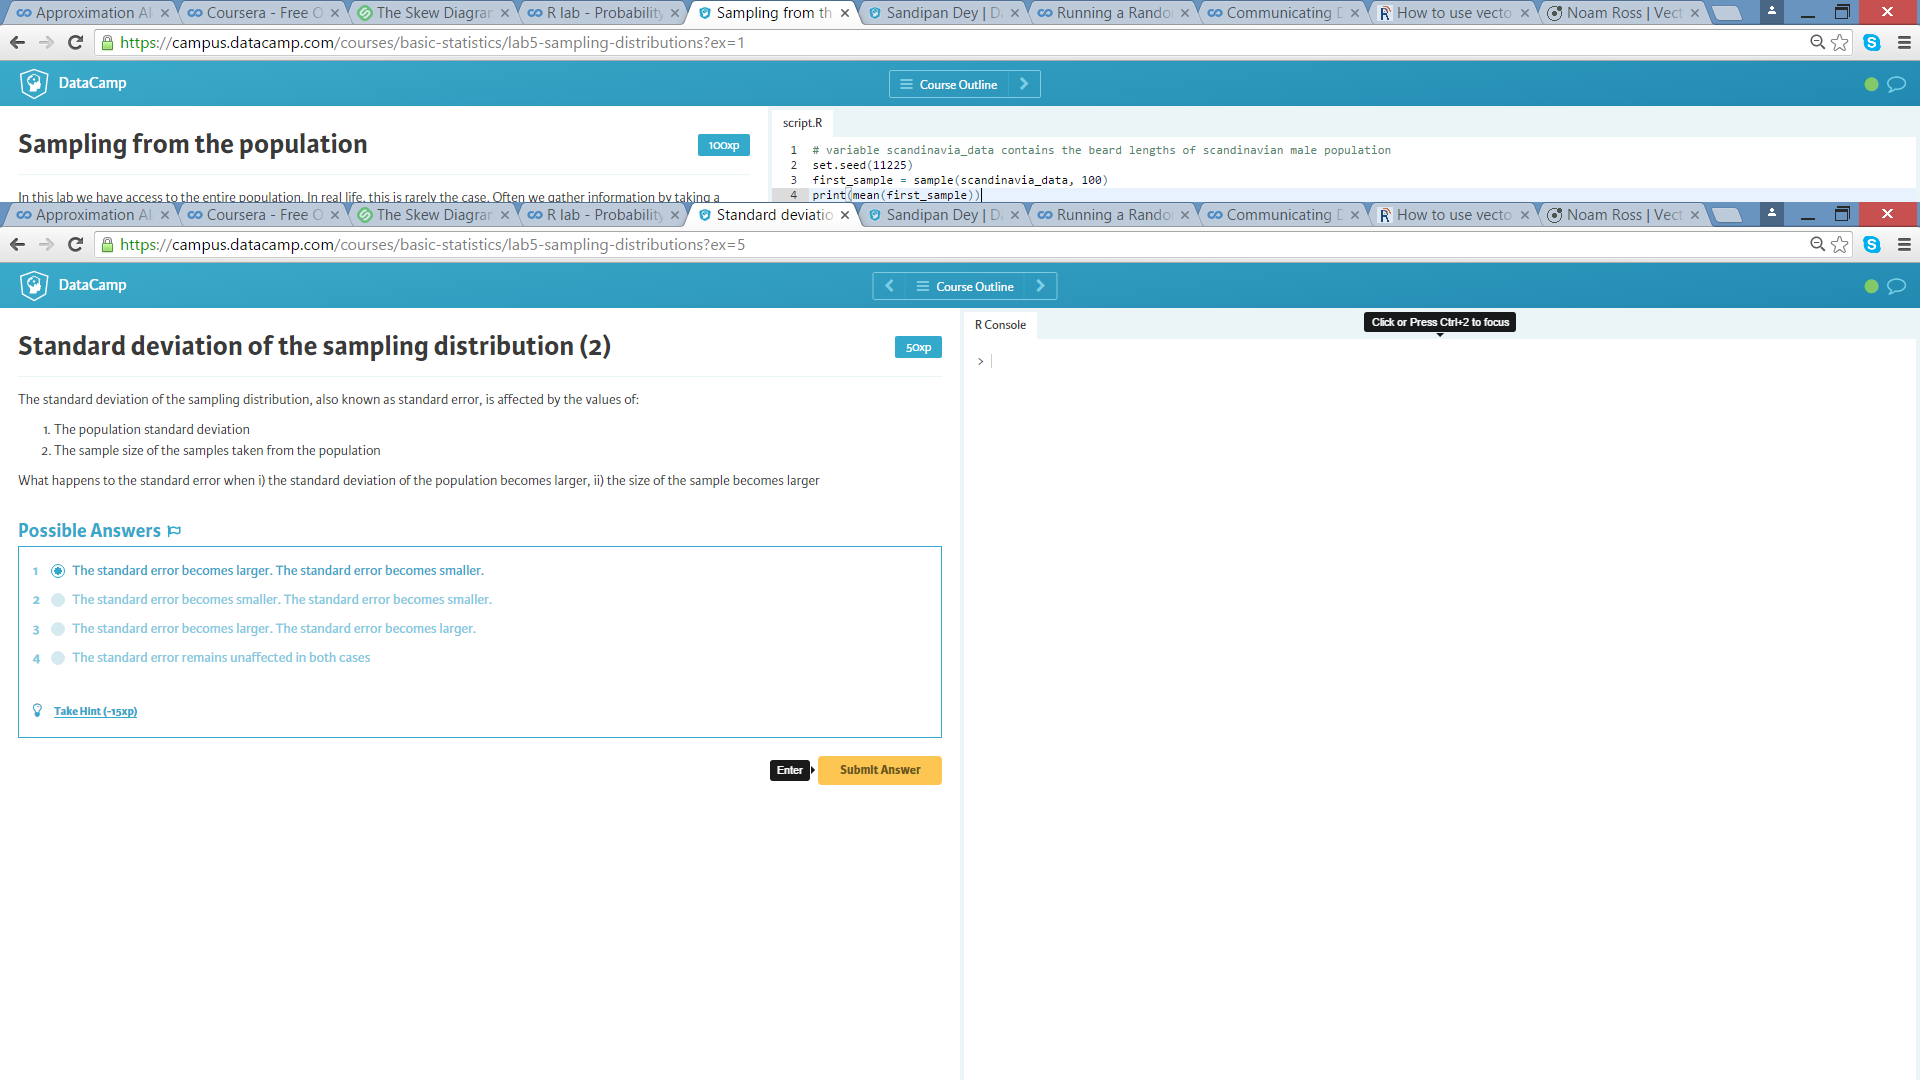 Approximation Al
Coursera - Free O
The Skew Diagra
R lab - Probability
Sampling from th
Sandipan Dey | D
Running a Rando
Communicating D
How to use vecto
Noam Ross | Vect
https://campus.datacamp.com/courses/basic-statistics/lab5-sampling-distributions?ex=1
DataCamp
Course Outline
Sampling from the population
100xp
In this lab we have access to the entire population. In real life, this is rarely the case. Often we gather information by taking a
script.R
1 # variable scandinavia_data contains the beard lengths of scandinavian male population
2 set.seed(11225)
3 first_sample = sample(scandinavia_data, 100)
4 print(mean(first_sample))
Approximation Al
Coursera - Free O
The Skew Diagra
R lab - Probability
Standard deviatio
Sandipan Dey | D
Running a Rando
Communicating D
How to use vecto
Noam Ross | Vect
https://campus.datacamp.com/courses/basic-statistics/lab5-sampling-distributions?ex=5
DataCamp
Course Outline
Standard deviation of the sampling distribution (2)
50xp
The standard deviation of the sampling distribution, also known as standard error, is affected by the values of:
1. The population standard deviation
2. The sample size of the samples taken from the population
What happens to the standard error when i) the standard deviation of the population becomes larger, ii) the size of the sample becomes larger
Possible Answers
1 The standard error becomes larger. The standard error becomes smaller.
2 The standard error becomes smaller. The standard error becomes smaller.
3 The standard error becomes larger. The standard error becomes larger.
4 The standard error remains unaffected in both cases
Take Hint (-15xp)
Enter
Submit Answer
R Console
Click or Press Ctrl+2 to focus
>